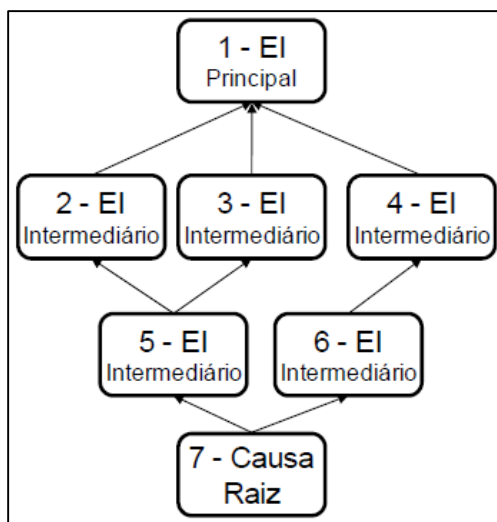 1 - EI
Principal
2 - EI
Intermediário
3 - EI
Intermediário
4 - EI
Intermediário
5 - EI
Intermediário
6 - EI
Intermediário
7 - Causa
Raiz